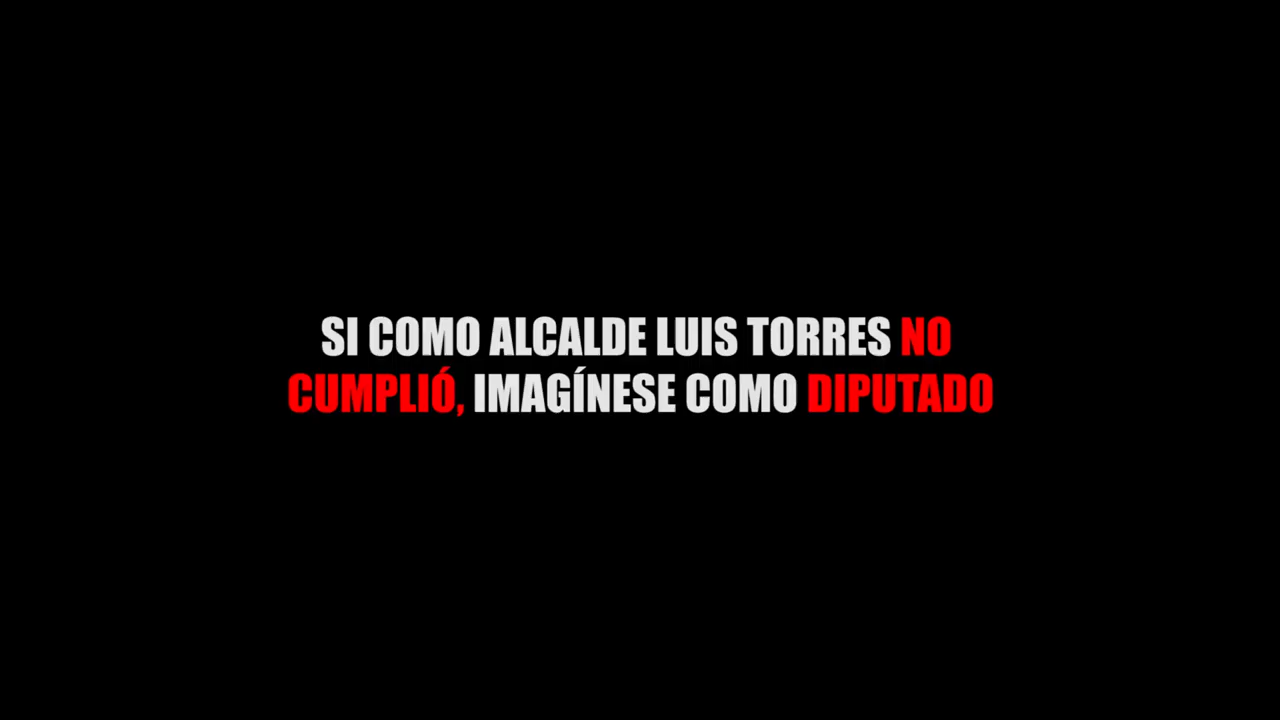 SI COMO ALCALDE LUIS TORRES NO
CUMPLIÓ, IMAGÍNESE COMO DIPUTADO